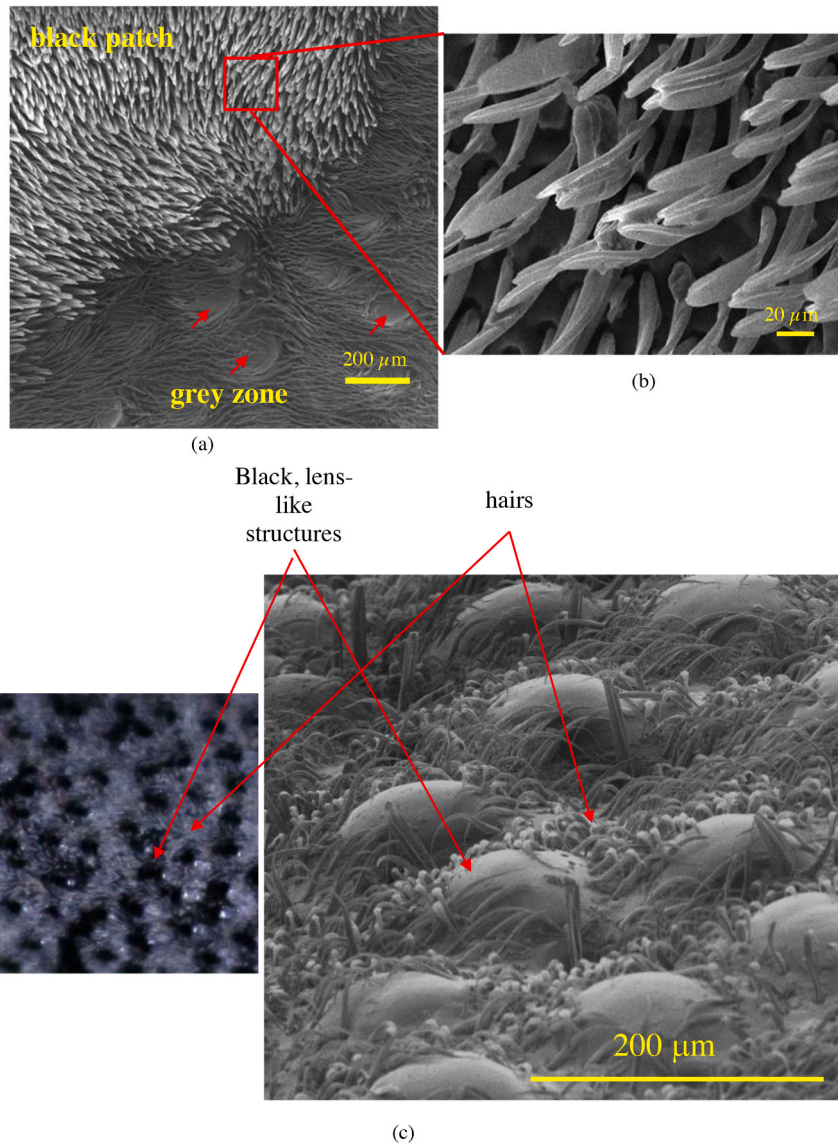 black patch
200 µm
grey zone
(a)
20 µm
(b)
Black, lens-
like
structures
hairs
200 µm
(c)